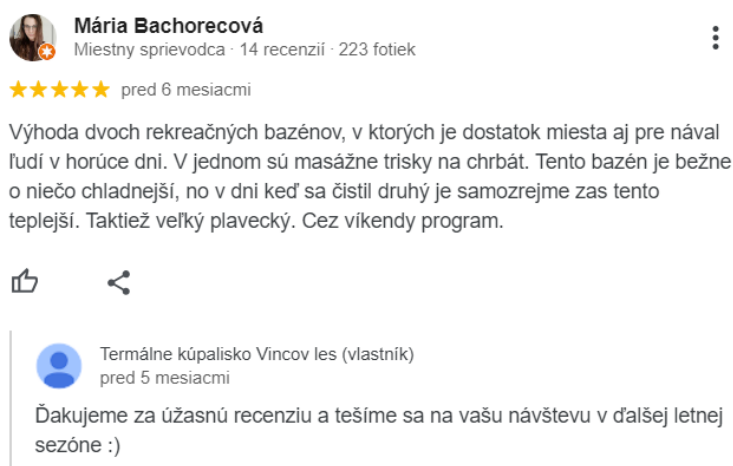 Mária Bachorecová
Miestny sprievodca · 14 recenzií · 223 fotiek
pred 6 mesiacmi
Výhoda dvoch rekreačných bazénov, v ktorých je dostatok miesta aj pre nával
ľudí v horúce dni. V jednom sú masážne trisky na chrbát. Tento bazén je bežne
o niečo chladnejší, no v dni keď sa čistil druhý je samozrejme zas tento
teplejší. Taktiež veľký plavecký. Cez víkendy program.
Termálne kúpalisko Vincov les (vlastník)
pred 5 mesiacmi
Ďakujeme za úžasnú recenziu a tešíme sa na vašu návštevu v ďalšej letnej
sezóne :)